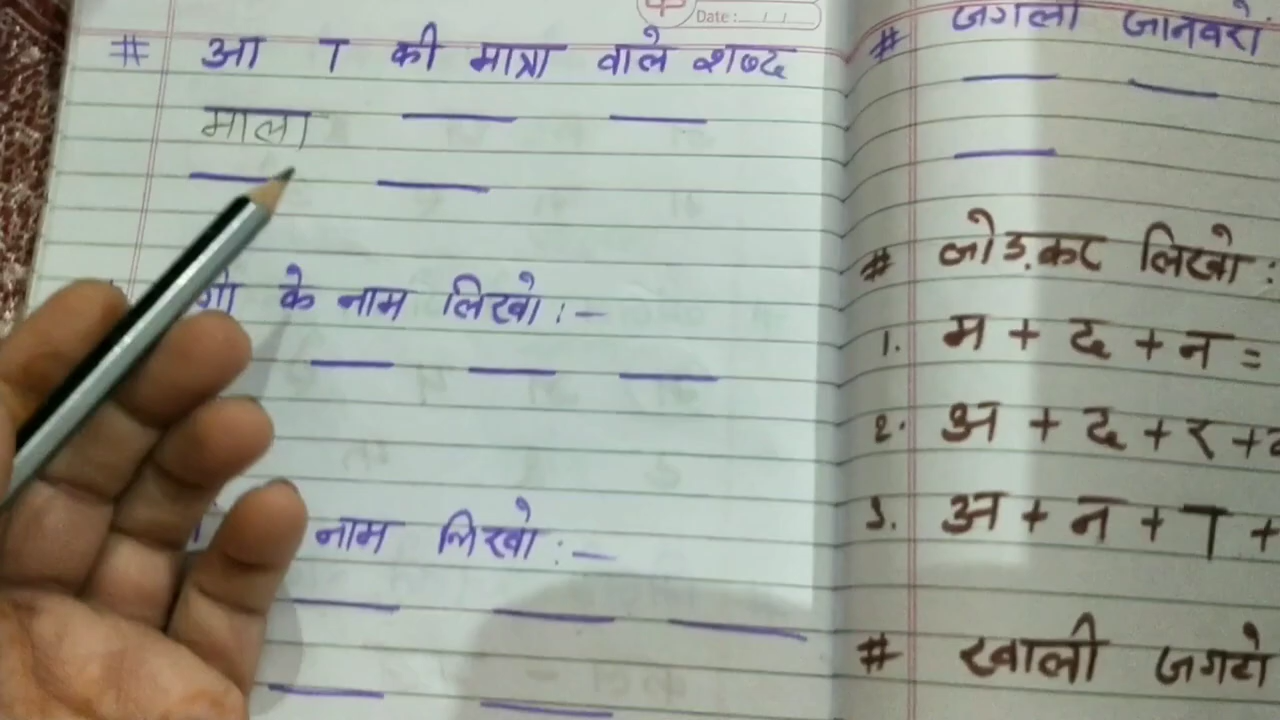 Date :
# आ ा की मात्रा वाले शब्द
माला
के नाम लिखो :-
नाम लिखो :-
# जंगली जानवरों
# जोड़कर लिखो :
1. म + द + न =
2. अ + द + र +
3. अ + न + ा +
# खाली जगहो